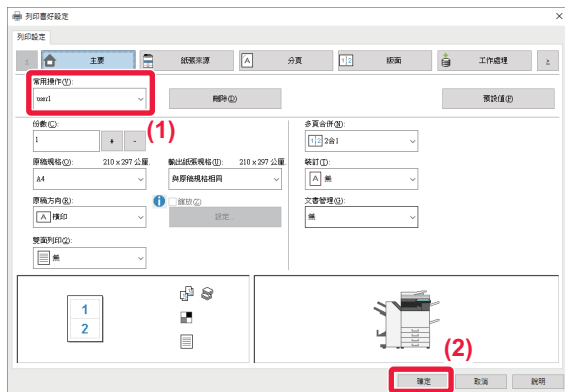 列印喜好設定
列印設定
主要 紙張來源 分頁 版面 工作處理
常用操作(V):
user1 刪除(D) 預設值(F)
份數(C):
1 + -
(1)
多頁合併(N):
2合1
原稿規格(O): 210 x 297 公厘.
A4
輸出紙張規格(U): 210 x 297 公厘.
與原稿規格相同
裝訂(T):
無
原稿方向(R):
橫印
縮放(Z)
設定...
文書管理(G):
無
雙面列印(2):
無
1
2
(2)
確定 取消 說明